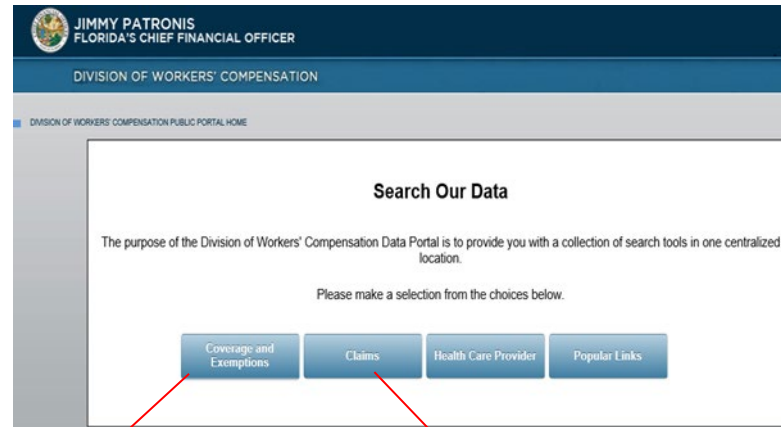 JIMMY PATRONIS
FLORIDA'S CHIEF FINANCIAL OFFICER
DIVISION OF WORKERS' COMPENSATION
DIVISION OF WORKERS' COMPENSATION PUBLIC PORTAL HOME
Search Our Data
The purpose of the Division of Workers' Compensation Data Portal is to provide you with a collection of search tools in one centralized
location.
Please make a selection from the choices below.
Coverage and
Exemptions
Claims
Health Care Provider
Popular Links